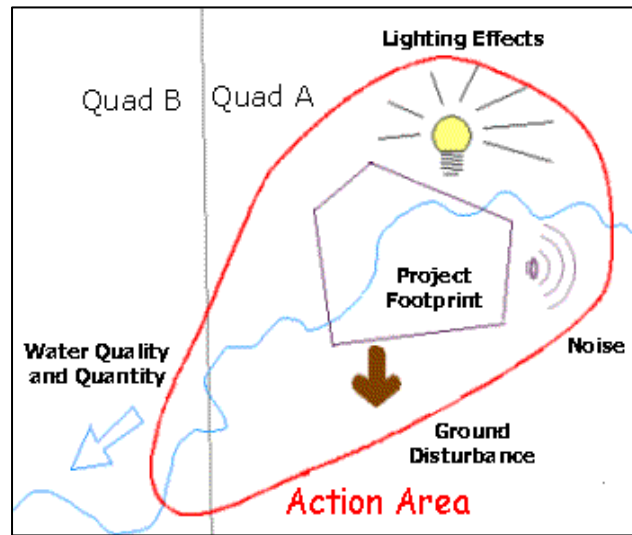 Lighting Effects
Quad B
Quad A
Project
Footprint
Water Quality
and Quantity
Noise
Ground
Disturbance
Action Area